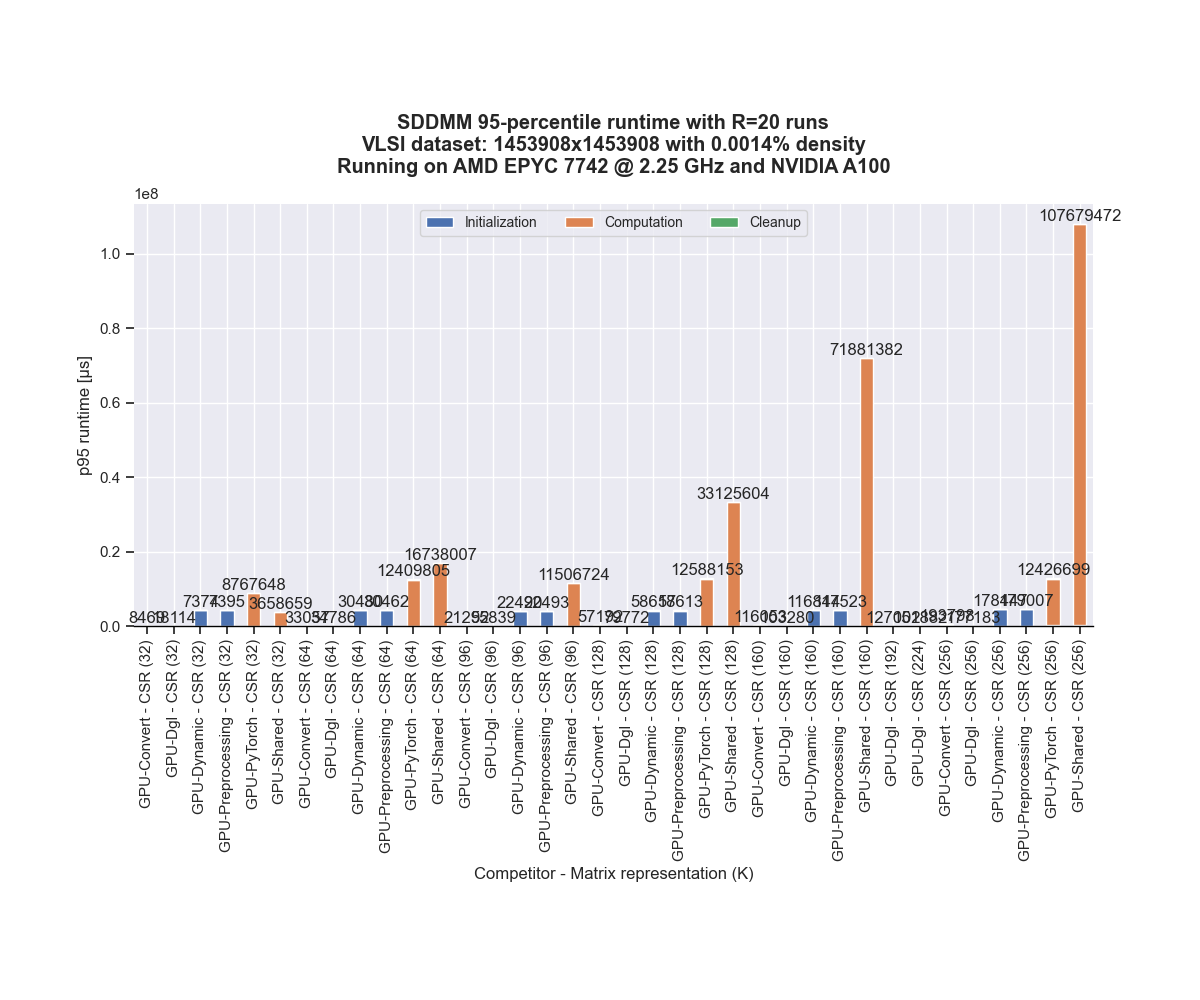 SDDMM 95-percentile runtime with R=20 runs
VLSI dataset: 1453908x1453908 with 0.0014% density
Running on AMD EPYC 7742 @ 2.25 GHz and NVIDIA A100
1e8
Initialization Computation Cleanup
107679472
1.0
0.8
71881382
0.6
p95 runtime [µs]
0.4
33125604
0.2
16738007
12409805
11506724
12588153
12426699
8767648
3658659
7395
30462
22493
57613
117523
177007
18114
0.0
GPU-Convert - CSR (32)
GPU-Dgl - CSR (32)
GPU-Dynamic - CSR (32)
GPU-Preprocessing - CSR (32)
GPU-PyTorch - CSR (32)
GPU-Shared - CSR (32)
GPU-Convert - CSR (64)
GPU-Dgl - CSR (64)
GPU-Dynamic - CSR (64)
GPU-Preprocessing - CSR (64)
GPU-PyTorch - CSR (64)
GPU-Shared - CSR (64)
GPU-Convert - CSR (96)
GPU-Dgl - CSR (96)
GPU-Dynamic - CSR (96)
GPU-Preprocessing - CSR (96)
GPU-Shared - CSR (96)
GPU-Convert - CSR (128)
GPU-Dgl - CSR (128)
GPU-Dynamic - CSR (128)
GPU-Preprocessing - CSR (128)
GPU-PyTorch - CSR (128)
GPU-Shared - CSR (128)
GPU-Convert - CSR (160)
GPU-Dgl - CSR (160)
GPU-Dynamic - CSR (160)
GPU-Preprocessing - CSR (160)
GPU-Shared - CSR (160)
GPU-Dgl - CSR (192)
GPU-Dgl - CSR (224)
GPU-Convert - CSR (256)
GPU-Dgl - CSR (256)
GPU-Dynamic - CSR (256)
GPU-Preprocessing - CSR (256)
GPU-PyTorch - CSR (256)
GPU-Shared - CSR (256)
Competitor - Matrix representation (K)